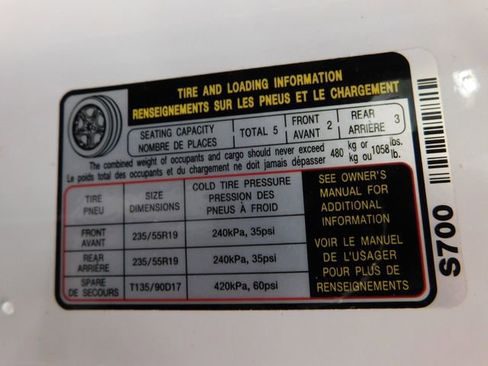 TIRE AND LOADING INFORMATION
RENSEIGNEMENTS SUR LES PNEUS ET LE CHARGEMENT
SEATING CAPACITY
NOMBRE DE PLACES
TOTAL 5
FRONT
AVANT 2
REAR
ARRIÈRE 3
The combined weight of occupants and cargo should never exceed 480 kg or 1058 lbs.
Le poids total des occupants et du chargement ne doit jamais dépasser kg ou lb.
TIRE
PNEU
SIZE
DIMENSIONS
COLD TIRE PRESSURE
PRESSION DES
PNEUS À FROID
FRONT
AVANT
235/55R19
240kPa, 35psi
REAR
ARRIÈRE
235/55R19
240kPa, 35psi
SPARE
DE SECOURS
T135/90D17
420kPa, 60psi
SEE OWNER'S
MANUAL FOR
ADDITIONAL
INFORMATION
VOIR LE MANUEL
DE L'USAGER
POUR PLUS DE
RENSEIGNEMENTS
S700